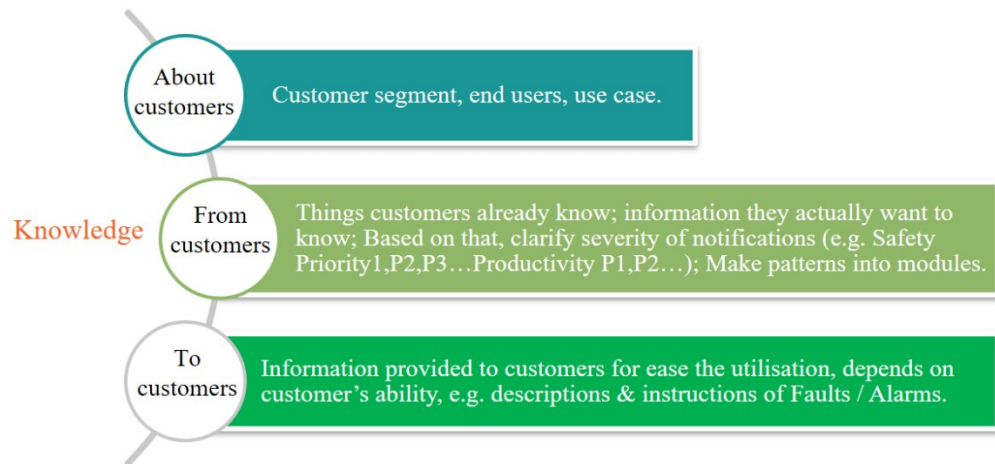 About
customers
Customer segment, end users, use case.
Knowledge
From
customers
Things customers already know; information they actually want to
know; Based on that, clarify severity of notifications (e.g. Safety
Priority1,P2,P3…Productivity P1,P2…); Make patterns into modules.
To
customers
Information provided to customers for ease the utilisation, depends on
customer’s ability, e.g. descriptions & instructions of Faults / Alarms.